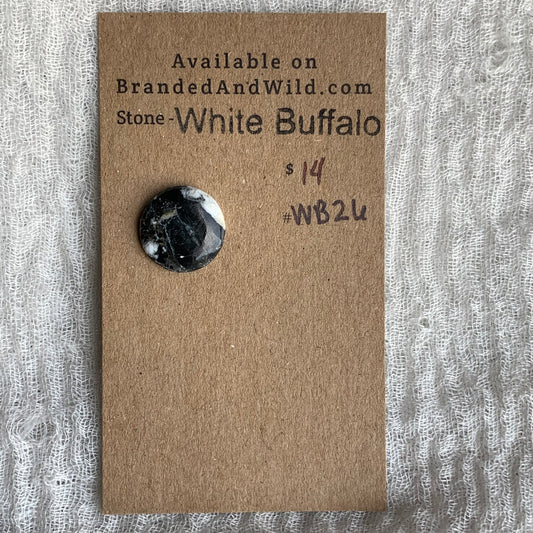 Available on
BrandedAndWild.com
Stone - White Buffalo
$ 14
#WB26